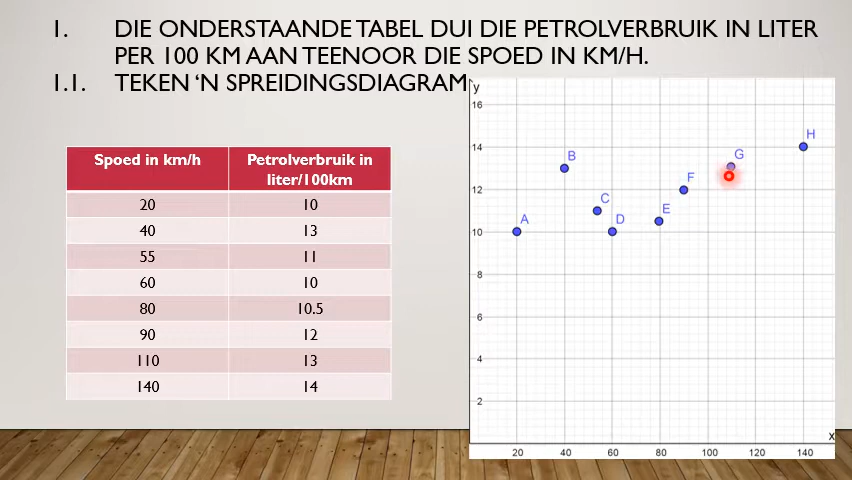 1. DIE ONDERSTAANDE TABEL DUI DIE PETROLVERBRUIK IN LITER
PER 100 KM AAN TEENOOR DIE SPOED IN KM/H.
1.1. TEKEN ‘N SPREIDINGSDIAGRAM
Spoed in km/h Petrolverbruik in
liter/100km
20 10
40 13
55 11
60 10
80 10.5
90 12
110 13
140 14
y
16
14
12
10
8
6
4
2
A
B
C
D
E
F
G
H
x
20 40 60 80 100 120 140